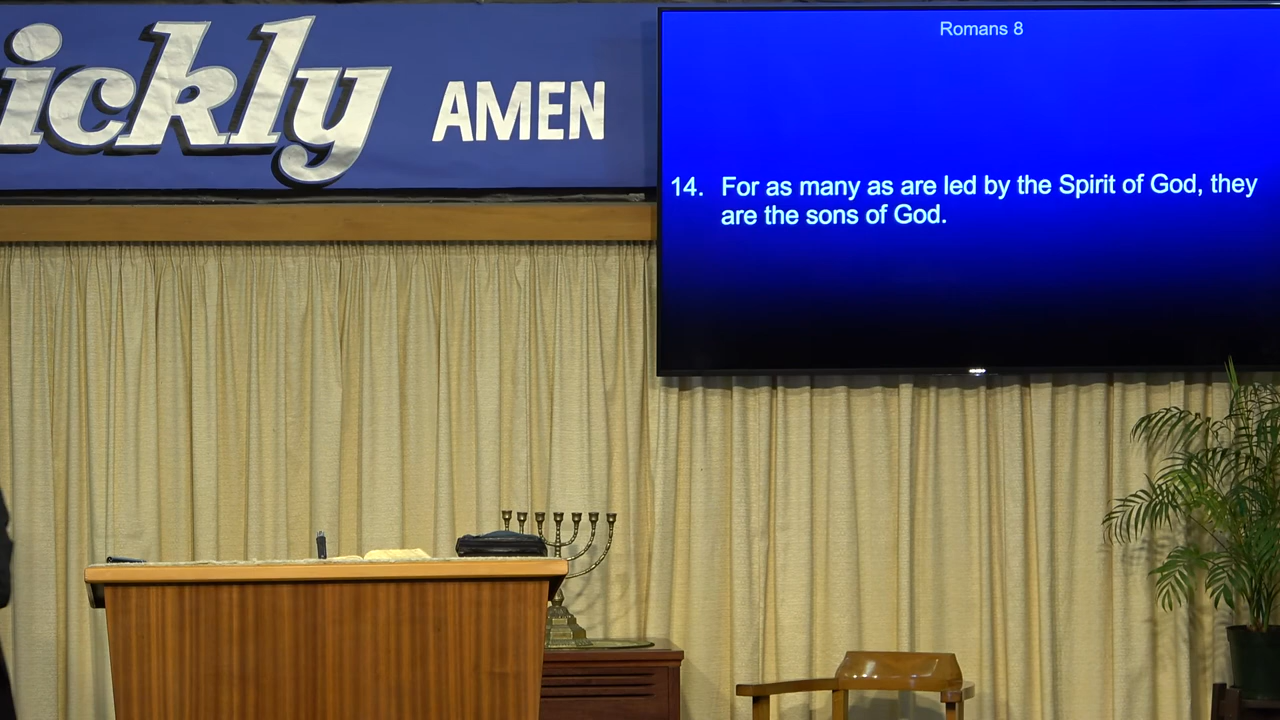 ickly AMEN
Romans 8
14. For as many as are led by the Spirit of God, they
are the sons of God.